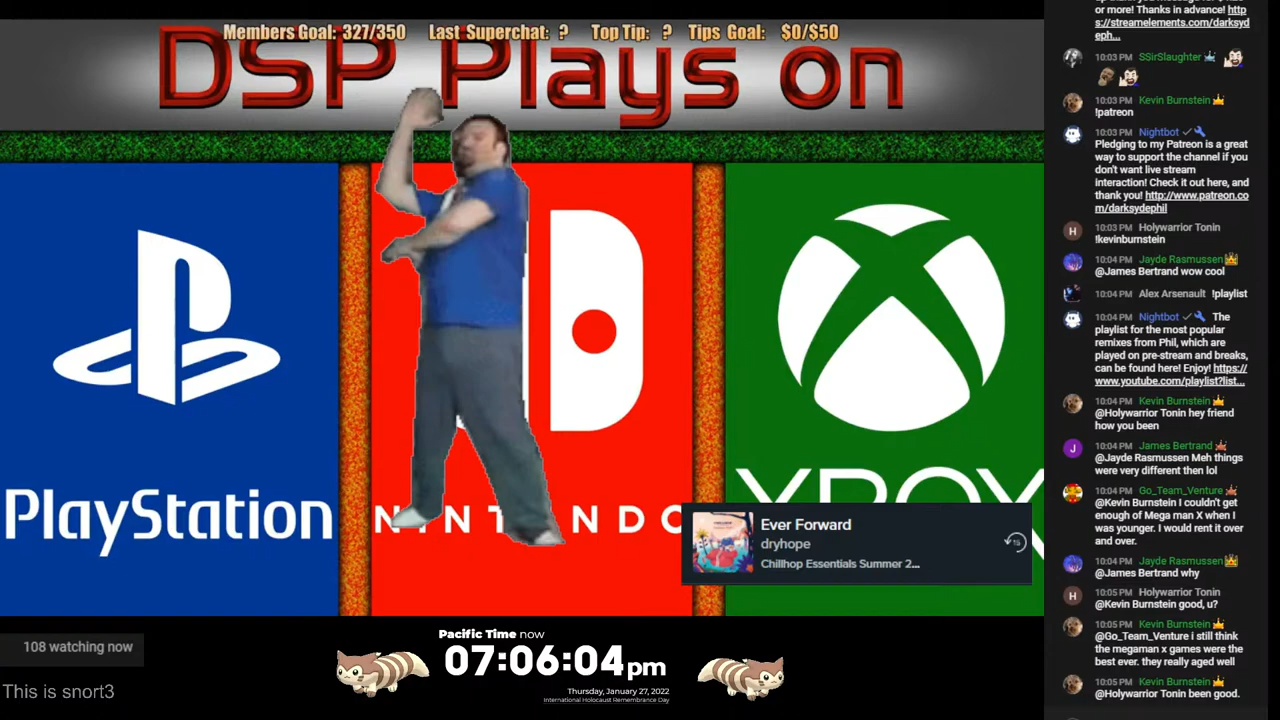 Members Goal: 327/350 Last Superchat: ? Top Tip: ? Tips Goal: $0/$50
DSP Plays on
PlayStation
NINTENDO
XBOX
Ever Forward
dryhope
Chillhop Essentials Summer 2...
15
108 watching now
This is snort3
Pacific Time now
07:06:04pm
Thursday, January 27, 2022
International Holocaust Remembrance Day
or more! Thanks in advance! http
s://streamelements.com/darksyd
eph...
10:03 PM SSirSlaughter
10:03 PM Kevin Burnstein
!patreon
10:03 PM Nightbot
Pledging to my Patreon is a great
way to support the channel if you
don't want live stream
interaction! Check it out here, and
thank you! http://www.patreon.co
m/darksydephil
10:03 PM Holywarrior Tonin
!kevinburnstein
10:04 PM Jayde Rasmussen
@James Bertrand wow cool
10:04 PM Alex Arsenault !playlist
10:04 PM Nightbot The
playlist for the most popular
remixes from Phil, which are
played on pre-stream and breaks,
can be found here! Enjoy! https:/
/www.youtube.com/playlist?list...
10:04 PM Kevin Burnstein
@Holywarrior Tonin hey friend
how you been
10:04 PM James Bertrand
@Jayde Rasmussen Meh things
were very different then lol
10:04 PM Go_Team_Venture
@Kevin Burnstein I couldn't get
enough of Mega man X when I
was younger. I would rent it over
and over.
10:04 PM Jayde Rasmussen
@James Bertrand why
10:05 PM Holywarrior Tonin
@Kevin Burnstein good, u?
10:05 PM Kevin Burnstein
@Go_Team_Venture i still think
the megaman x games were the
best ever. they really aged well
10:05 PM Kevin Burnstein
@Holywarrior Tonin been good.